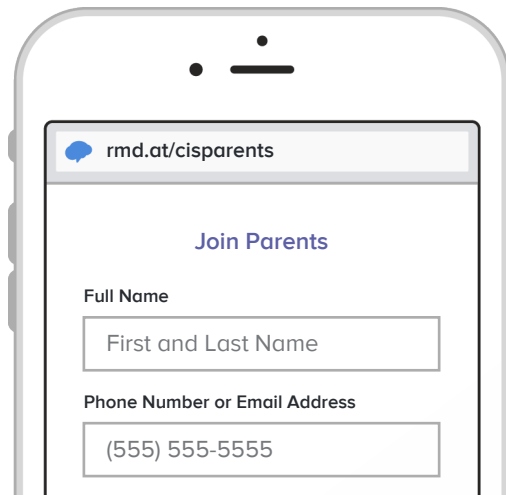 rmd.at/cisparents
Join Parents
Full Name
First and Last Name
Phone Number or Email Address
(555) 555-5555